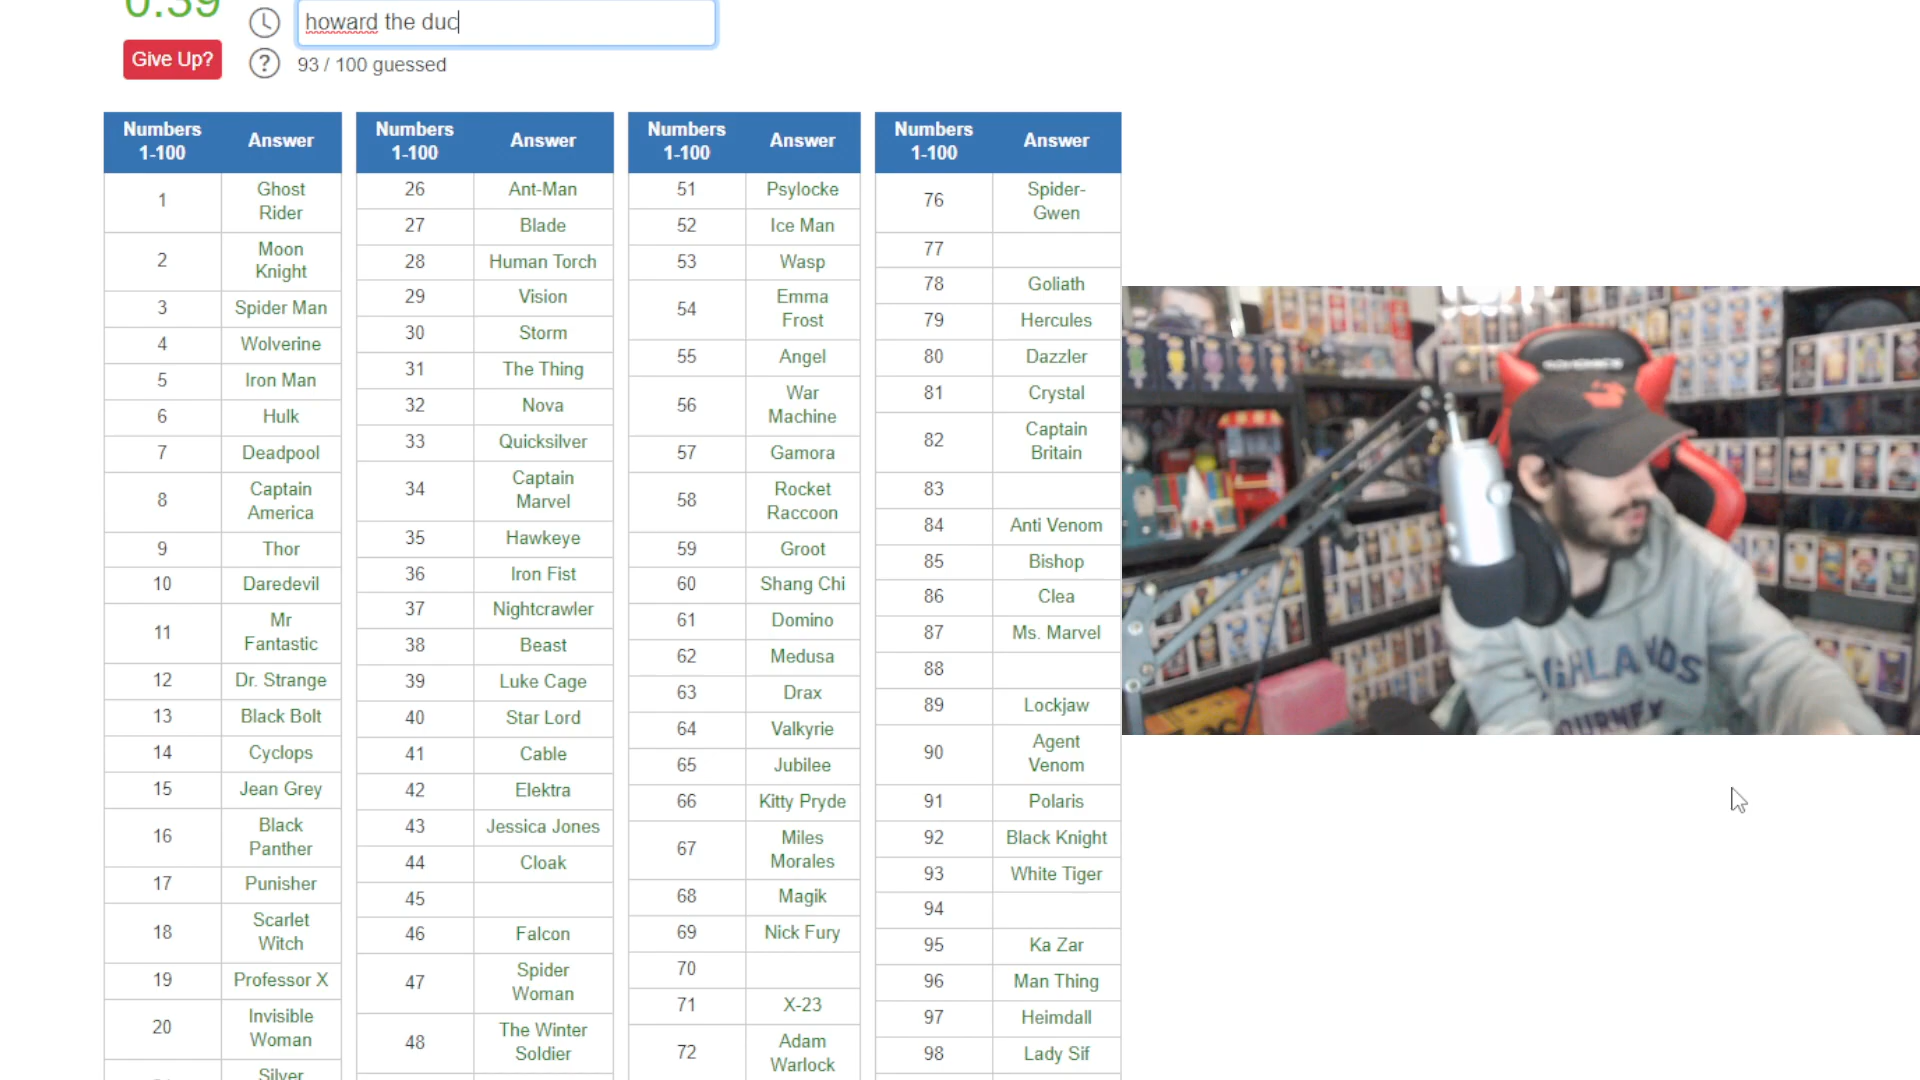 0:39
howard the duc
Give Up?
93 / 100 guessed
Numbers 1-100 Answer
1 Ghost Rider
2 Moon Knight
3 Spider Man
4 Wolverine
5 Iron Man
6 Hulk
7 Deadpool
8 Captain America
9 Thor
10 Daredevil
11 Mr Fantastic
12 Dr. Strange
13 Black Bolt
14 Cyclops
15 Jean Grey
16 Black Panther
17 Punisher
18 Scarlet Witch
19 Professor X
20 Invisible Woman
Silver
Numbers 1-100 Answer
26 Ant-Man
27 Blade
28 Human Torch
29 Vision
30 Storm
31 The Thing
32 Nova
33 Quicksilver
34 Captain Marvel
35 Hawkeye
36 Iron Fist
37 Nightcrawler
38 Beast
39 Luke Cage
40 Star Lord
41 Cable
42 Elektra
43 Jessica Jones
44 Cloak
45
46 Falcon
47 Spider Woman
48 The Winter Soldier
Numbers 1-100 Answer
51 Psylocke
52 Ice Man
53 Wasp
54 Emma Frost
55 Angel
56 War Machine
57 Gamora
58 Rocket Raccoon
59 Groot
60 Shang Chi
61 Domino
62 Medusa
63 Drax
64 Valkyrie
65 Jubilee
66 Kitty Pryde
67 Miles Morales
68 Magik
69 Nick Fury
70
71 X-23
72 Adam Warlock
Numbers 1-100 Answer
76 Spider-Gwen
77
78 Goliath
79 Hercules
80 Dazzler
81 Crystal
82 Captain Britain
83
84 Anti Venom
85 Bishop
86 Clea
87 Ms. Marvel
88
89 Lockjaw
90 Agent Venom
91 Polaris
92 Black Knight
93 White Tiger
94
95 Ka Zar
96 Man Thing
97 Heimdall
98 Lady Sif